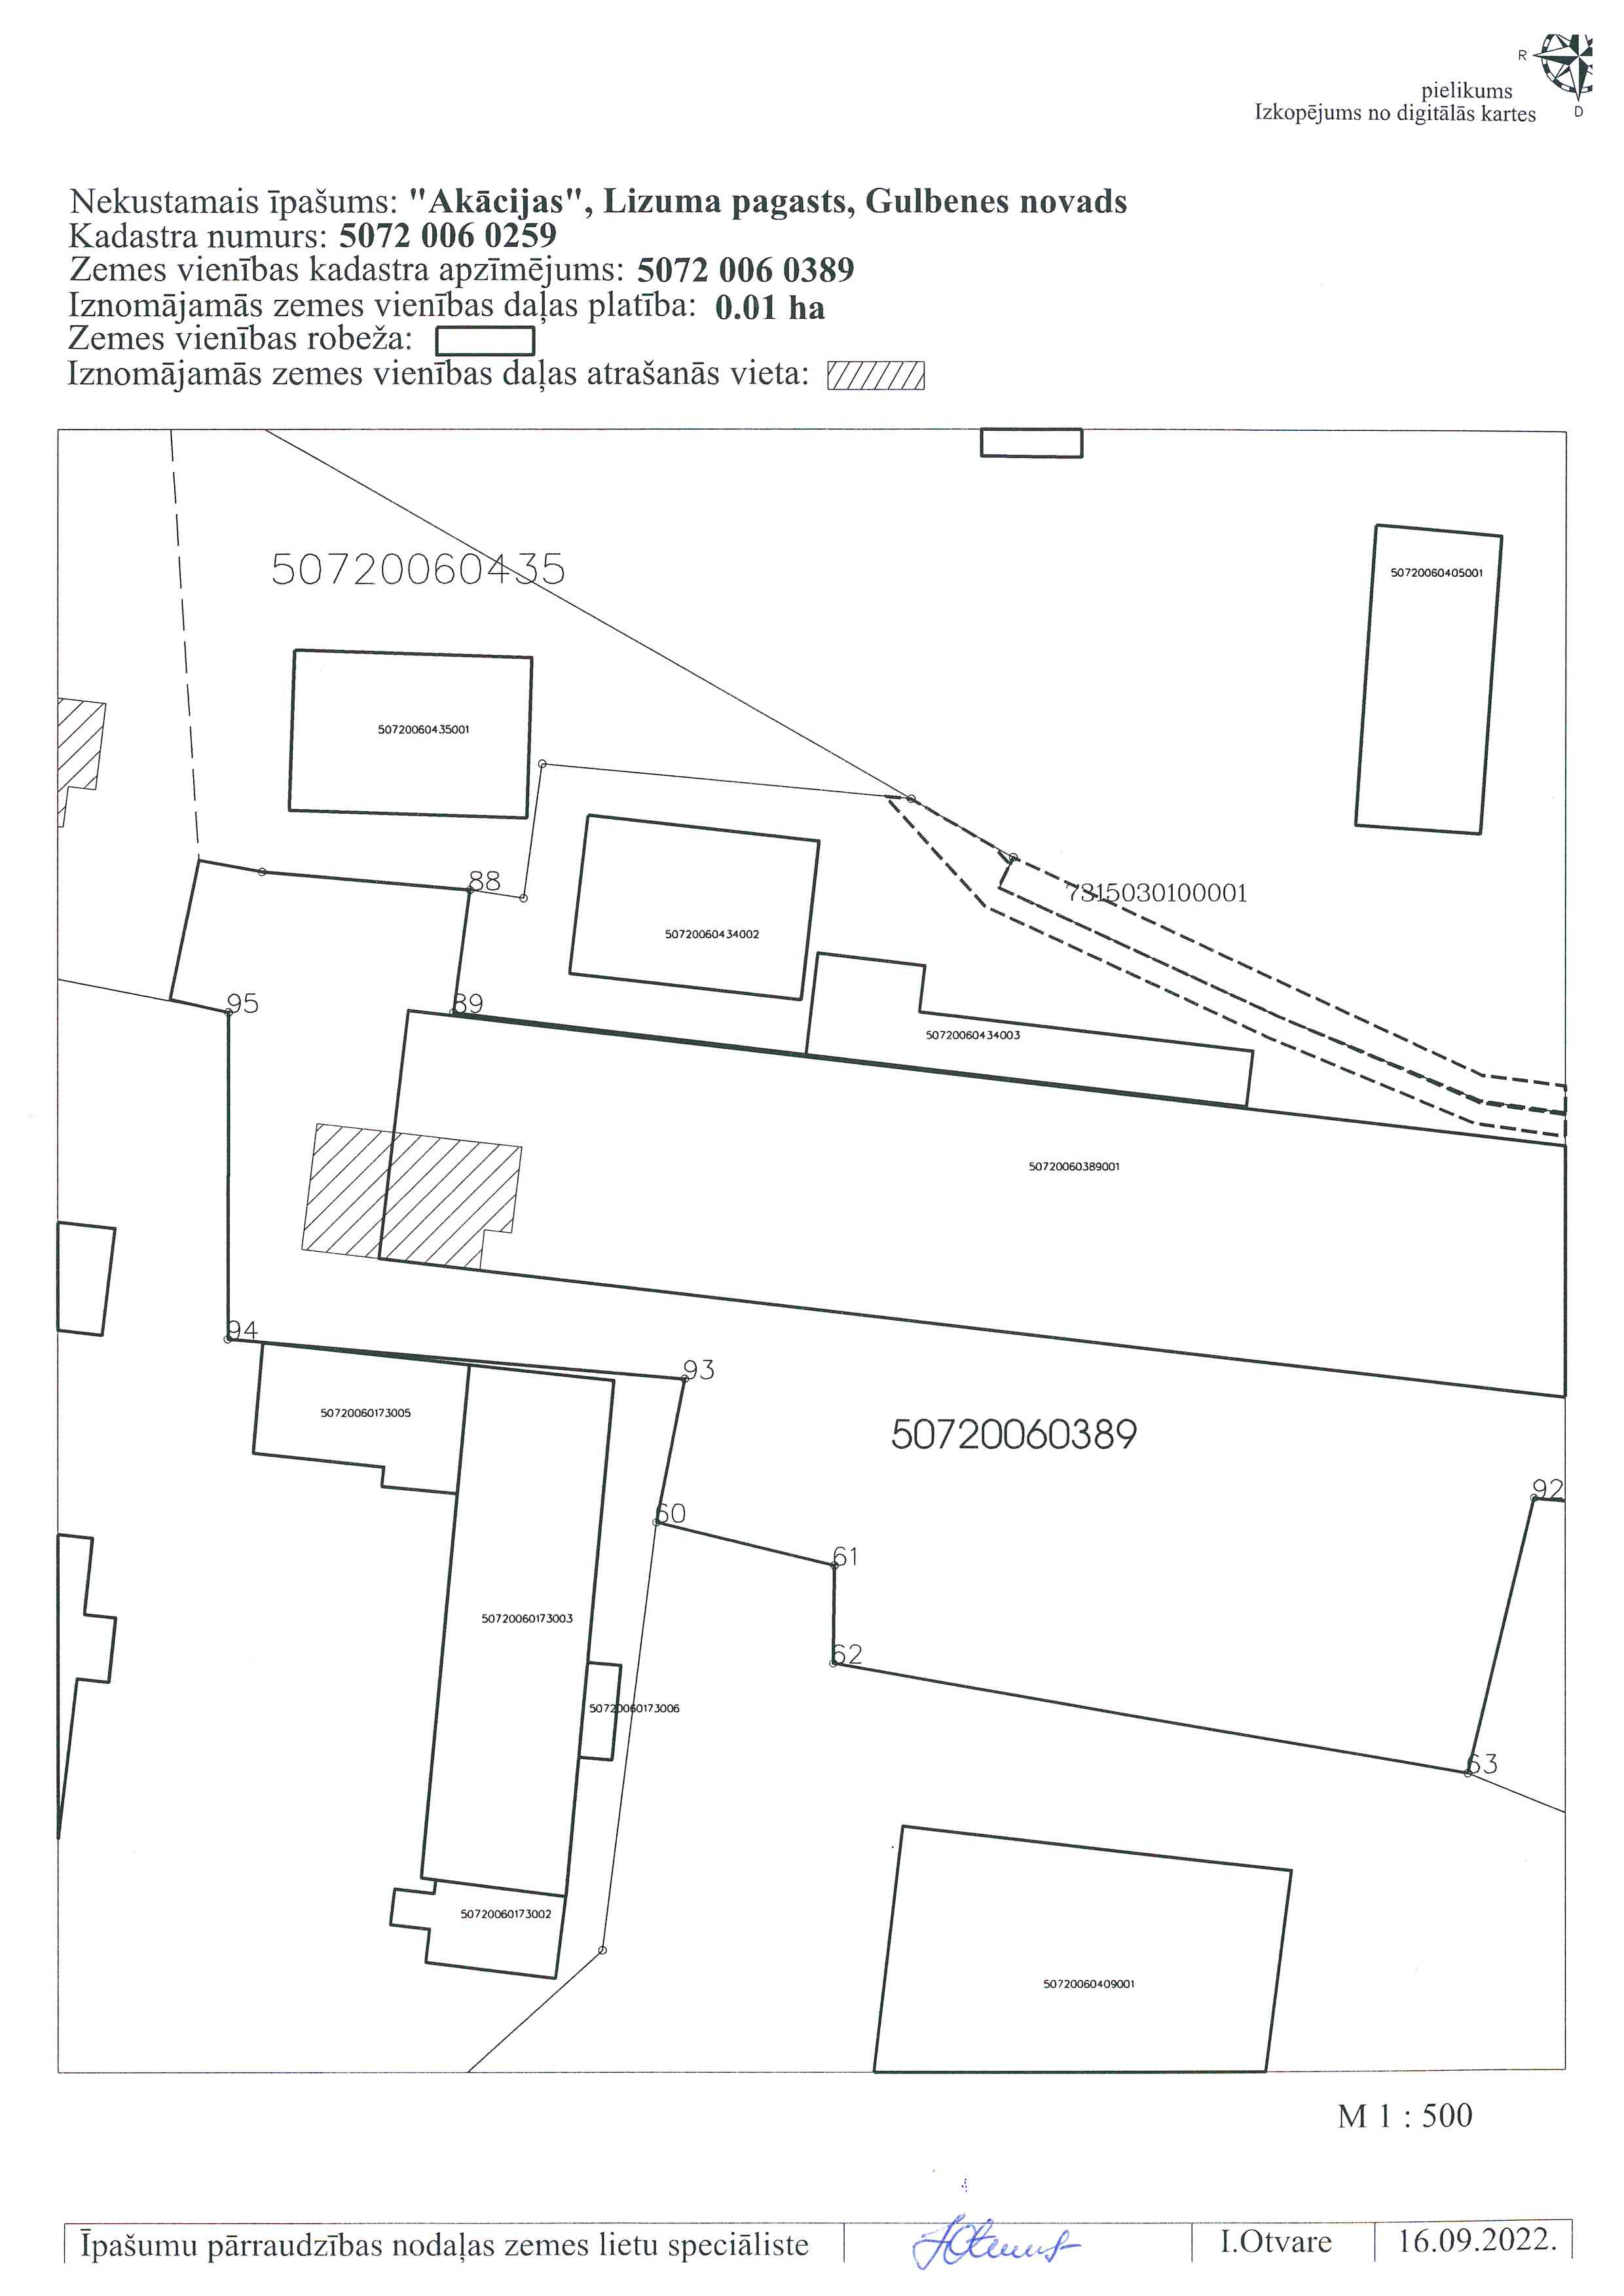 R
D
pielikums
Izkopējums no digitālās kartes
Nekustamais īpašums: "Akācijas", Lizuma pagasts, Gulbenes novads
Kadastra numurs: 5072 006 0259
Zemes vienības kadastra apzīmējums: 5072 006 0389
Iznomājamās zemes vienības daļas platība: 0.01 ha
Zemes vienības robeža:
Iznomājamās zemes vienības daļas atrašanās vieta:
50720060435
50720060405001
50720060435001
88
7315030100001
50720060434002
95
89
50720060434003
50720060389001
94
93
50720060173005
50720060389
92
60
61
50720060173003
62
50720060173006
63
50720060173002
50720060409001
M 1 : 500
Īpašumu pārraudzības nodaļas zemes lietu speciāliste
I.Otvare
16.09.2022.